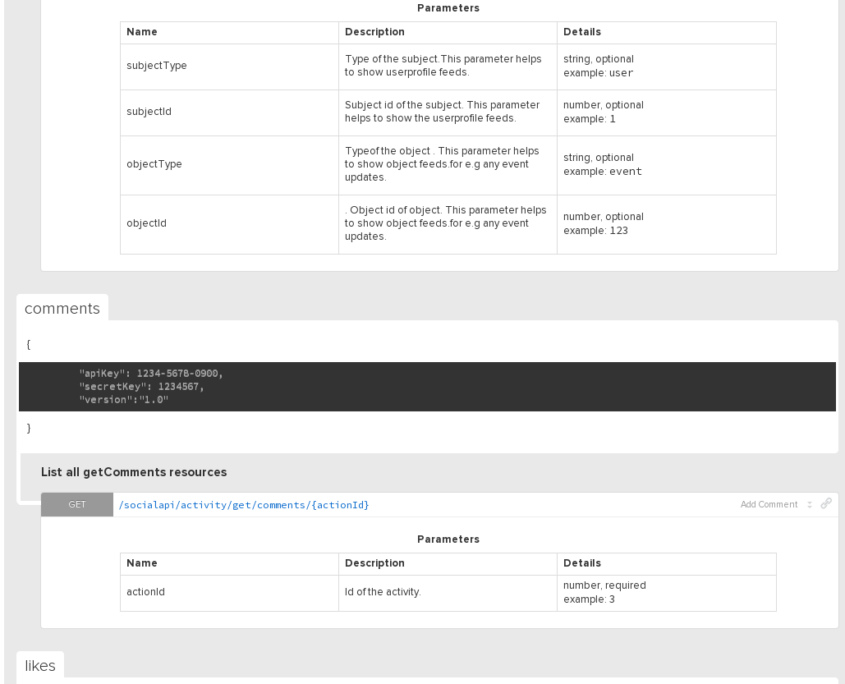 Parameters
Name Description Details
subjectType
Type of the subject.This parameter helps
to show userprofile feeds.
string, optional
example: user
subjectId
Subject id of the subject. This parameter
helps to show the userprofile feeds.
number, optional
example: 1
objectType
Typeof the object . This parameter helps
to show object feeds.for e.g any event
updates.
string, optional
example: event
objectId
. Object id of object. This parameter helps
to show object feeds.for e.g any event
updates.
number, optional
example: 123
comments
{
"apiKey": 1234-5678-0900,
"secretKey": 1234567,
"version":"1.0"
}
List all getComments resources
GET /socialapi/activity/get/comments/{actionId} Add Comment
Parameters
Name Description Details
actionId
Id of the activity.
number, required
example: 3
likes